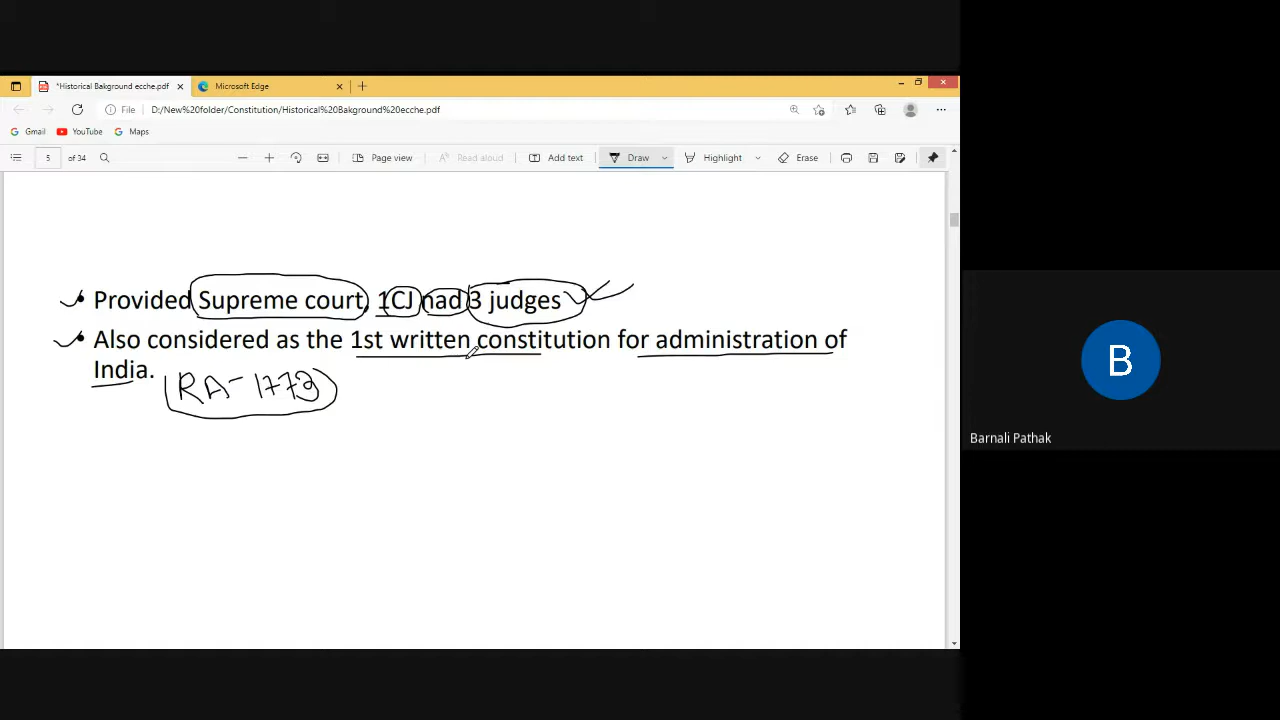 *Historical Bakground ecche.pdf
Microsoft Edge
File D:/New%20folder/Constitution/Historical%20Bakground%20ecche.pdf
Gmail YouTube Maps
5 of 34 Page view Read aloud Add text Draw Highlight Erase
• Provided Supreme court, 1CJ nad 3 judges
• Also considered as the 1st written constitution for administration of
India.
RA-1773
B
Barnali Pathak